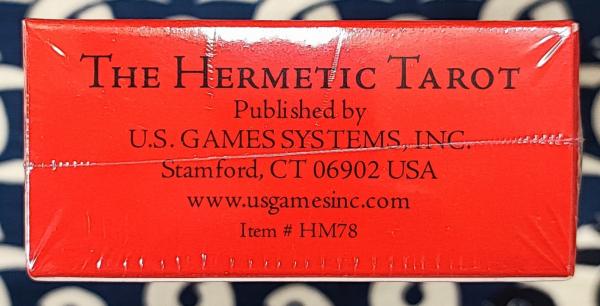 The Hermetic Tarot
Published by
U.S. GAMES SYSTEMS, INC.
Stamford, CT 06902 USA
www.usgamesinc.com
Item # HM78